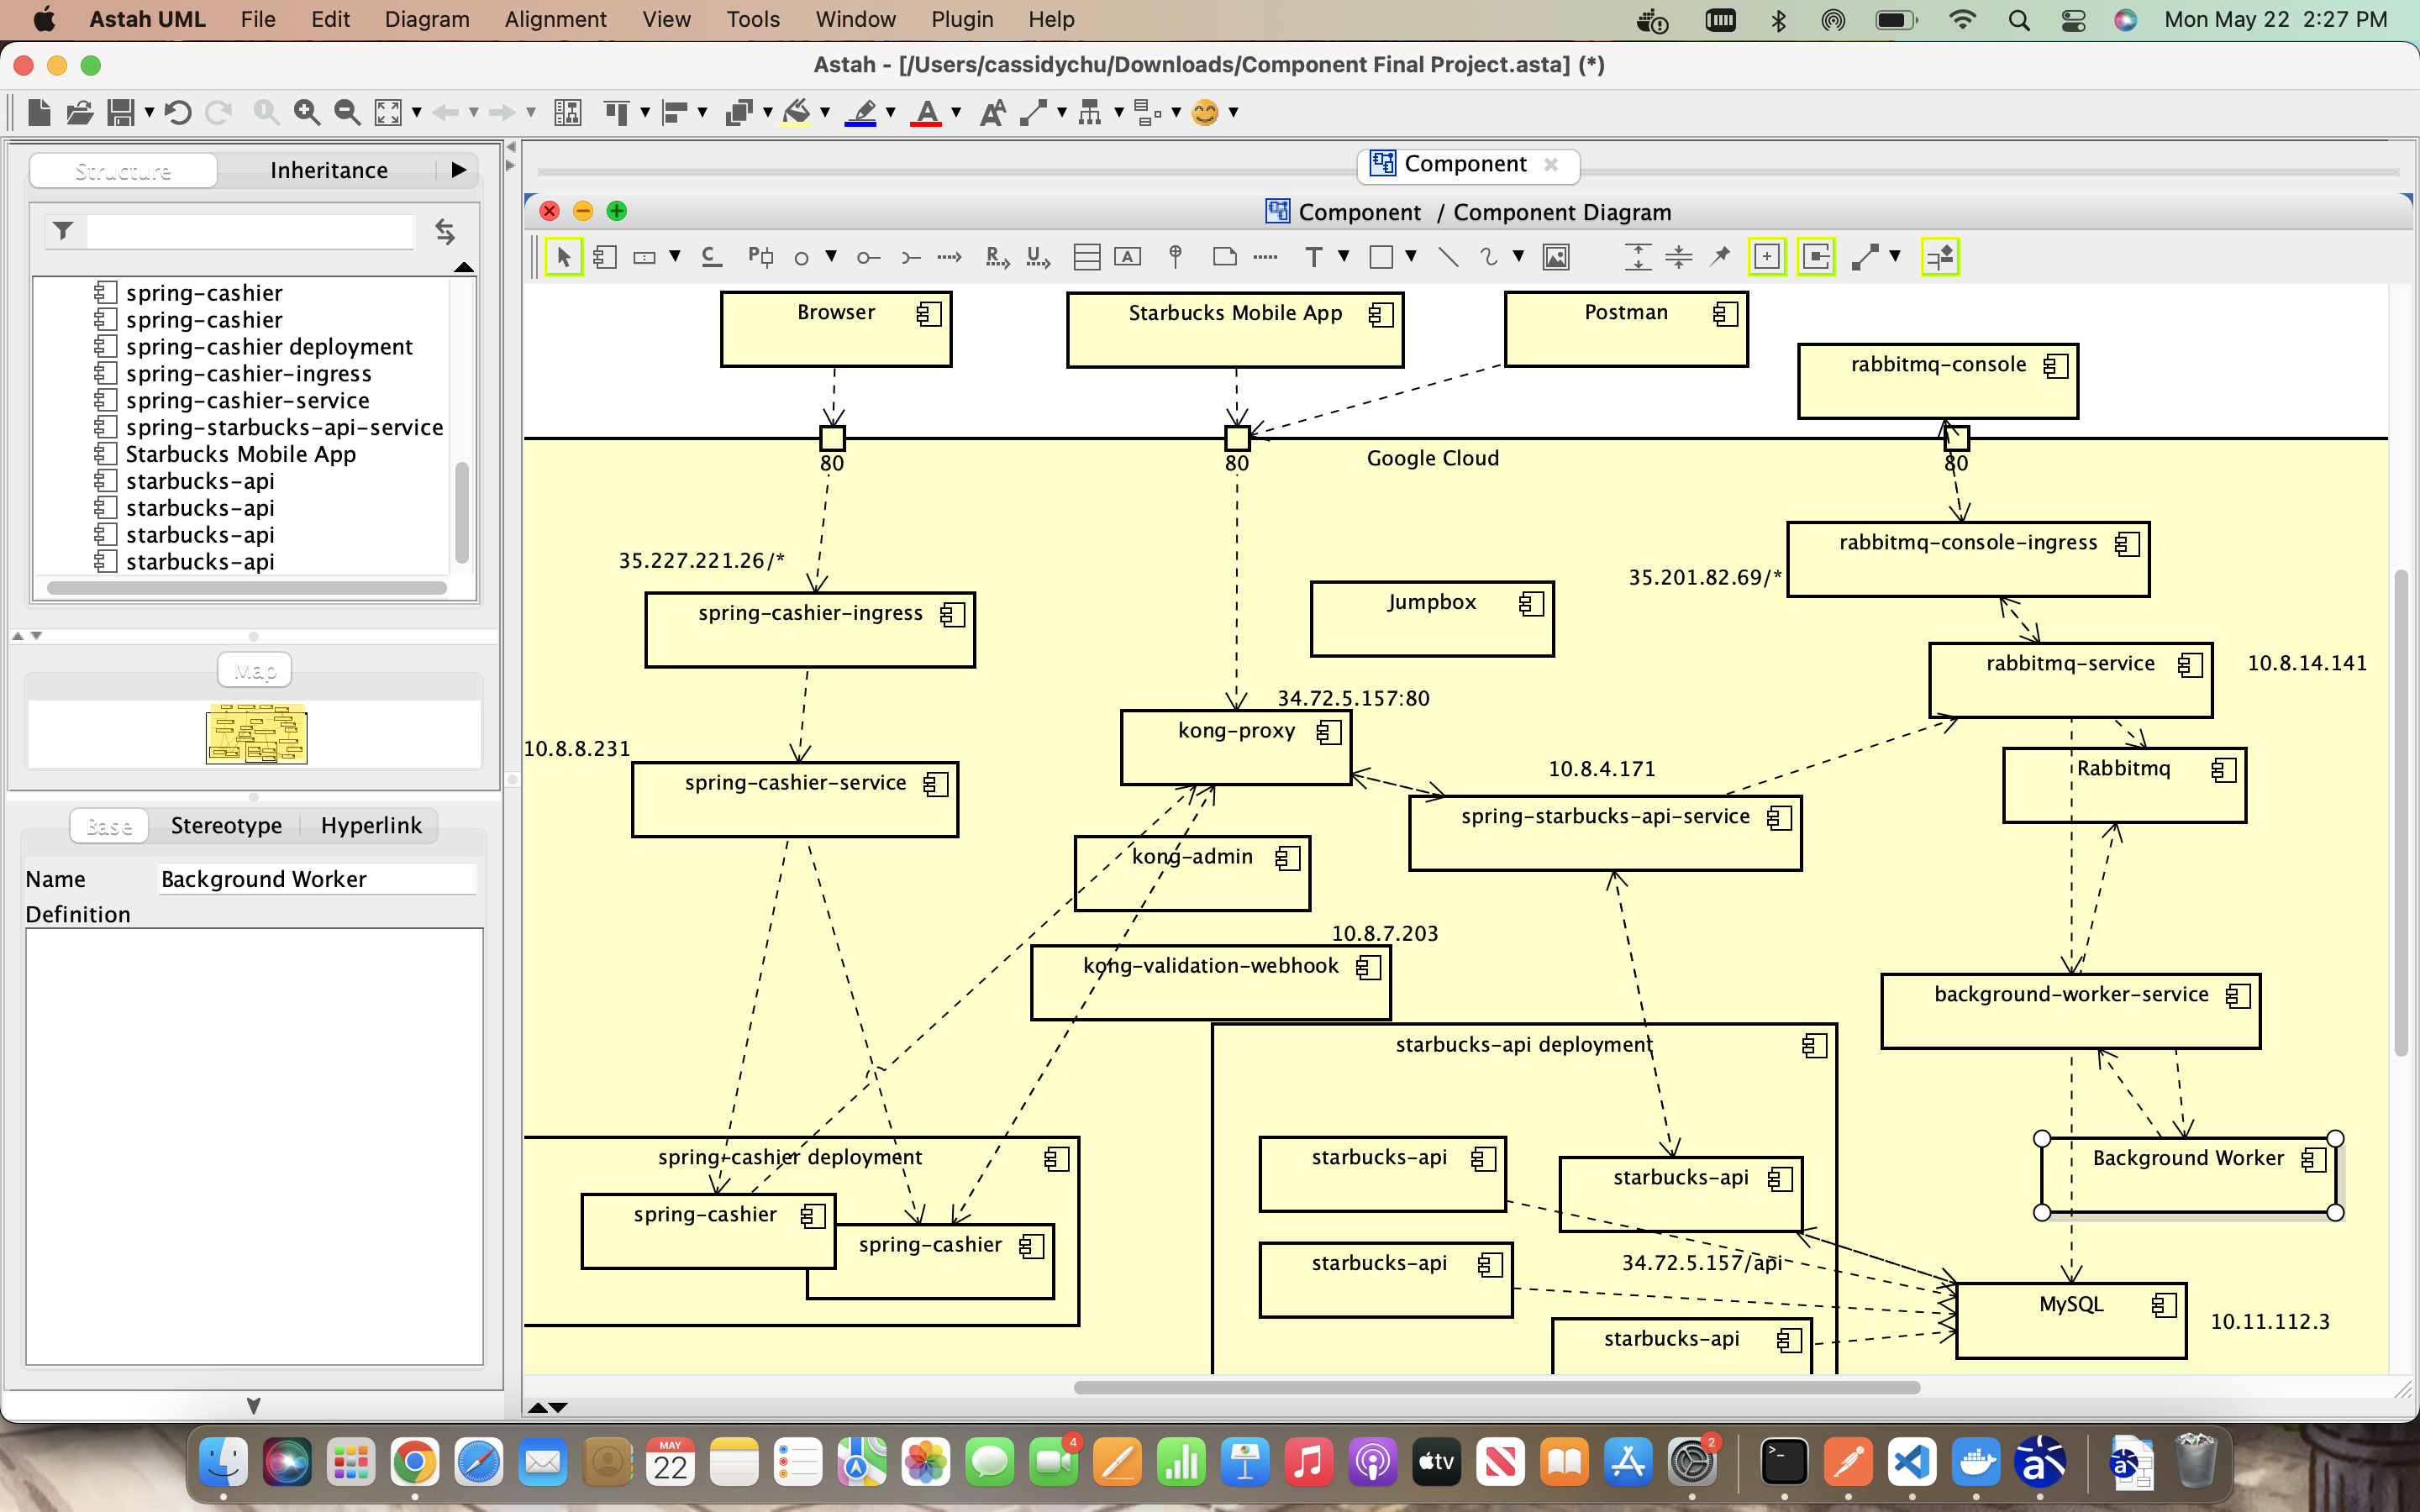 Astah UML File Edit Diagram Alignment View Tools Window Plugin Help Mon May 22 2:27 PM
Astah - [/Users/cassidychu/Downloads/Component Final Project.asta] (*)
Structure Inheritance
Component
Component / Component Diagram
spring-cashier
spring-cashier
spring-cashier deployment
spring-cashier-ingress
spring-cashier-service
spring-starbucks-api-service
Starbucks Mobile App
starbucks-api
starbucks-api
starbucks-api
starbucks-api
Map
Base Stereotype Hyperlink
Name Background Worker
Definition
Browser
Starbucks Mobile App
Postman
rabbitmq-console
80
80
Google Cloud
80
35.227.221.26/*
spring-cashier-ingress
Jumpbox
35.201.82.69/*
rabbitmq-console-ingress
rabbitmq-service
10.8.14.141
34.72.5.157:80
kong-proxy
10.8.8.231
spring-cashier-service
10.8.4.171
spring-starbucks-api-service
Rabbitmq
kong-admin
10.8.7.203
kong-validation-webhook
background-worker-service
starbucks-api deployment
spring-cashier deployment
spring-cashier
spring-cashier
starbucks-api
starbucks-api
Background Worker
starbucks-api
34.72.5.157/api
starbucks-api
MySQL
10.11.112.3
MAY
22
4
tv
2